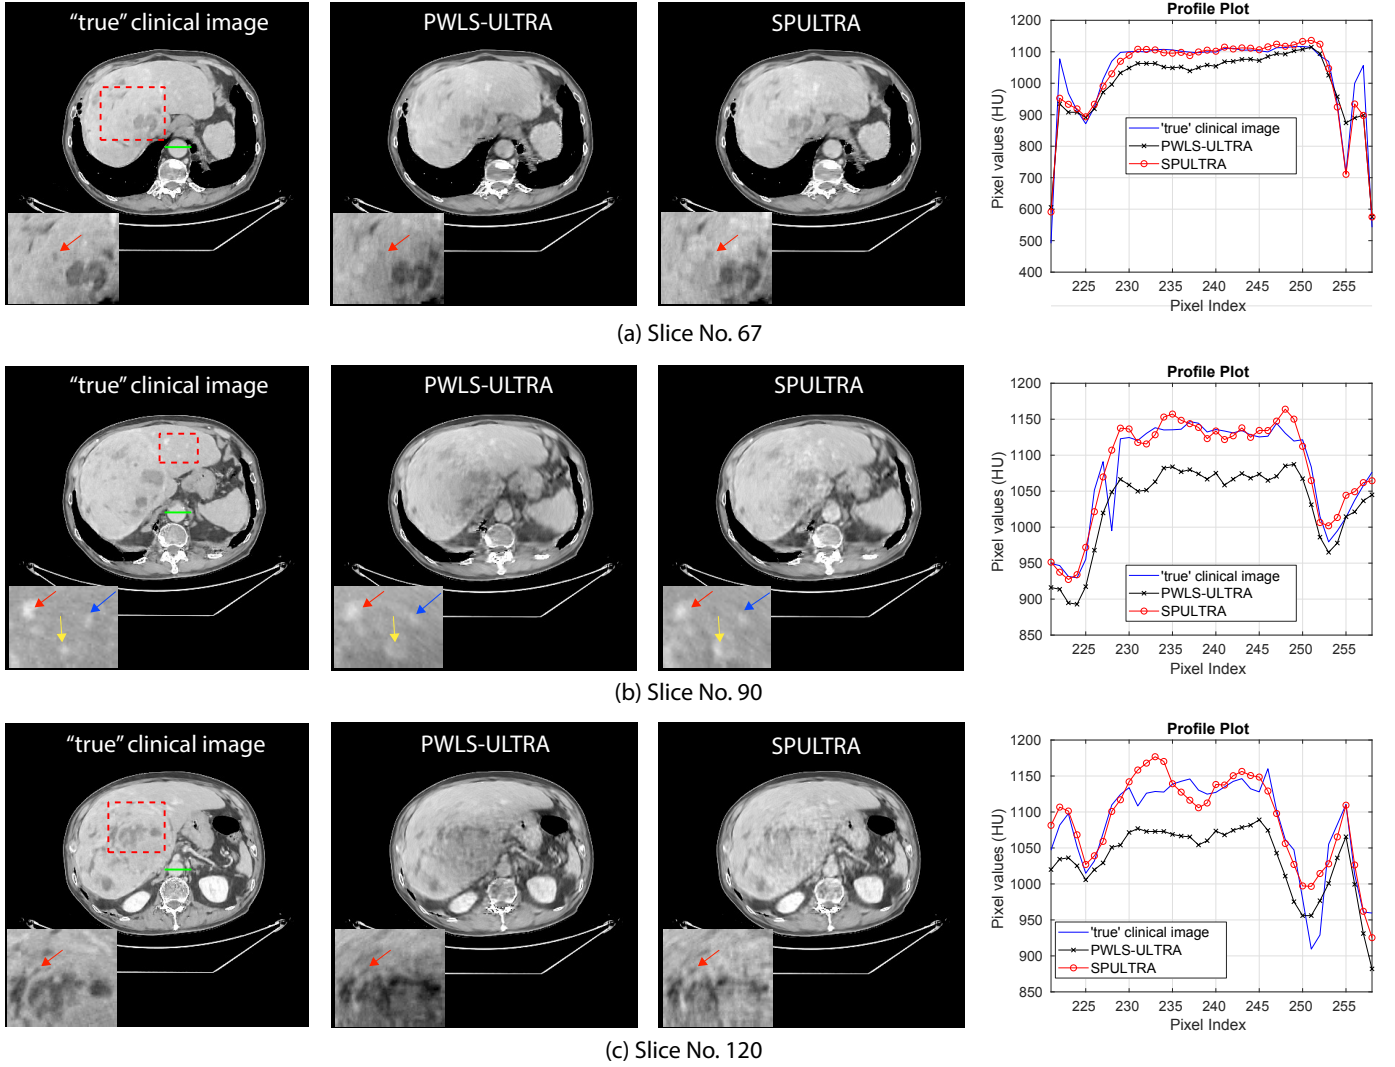 “true” clinical image
PWLS-ULTRA
SPULTRA
Profile Plot
1200
1100
1000
900
800
700
600
500
400
Pixel values (HU)
'true' clinical image
PWLS-ULTRA
SPULTRA
225 230 235 240 245 250 255
Pixel Index
(a) Slice No. 67
“true” clinical image
PWLS-ULTRA
SPULTRA
Profile Plot
1200
1150
1100
1050
1000
950
900
850
Pixel values (HU)
'true' clinical image
PWLS-ULTRA
SPULTRA
225 230 235 240 245 250 255
Pixel Index
(b) Slice No. 90
“true” clinical image
PWLS-ULTRA
SPULTRA
Profile Plot
1200
1150
1100
1050
1000
950
900
850
Pixel values (HU)
'true' clinical image
PWLS-ULTRA
SPULTRA
225 230 235 240 245 250 255
Pixel Index
(c) Slice No. 120